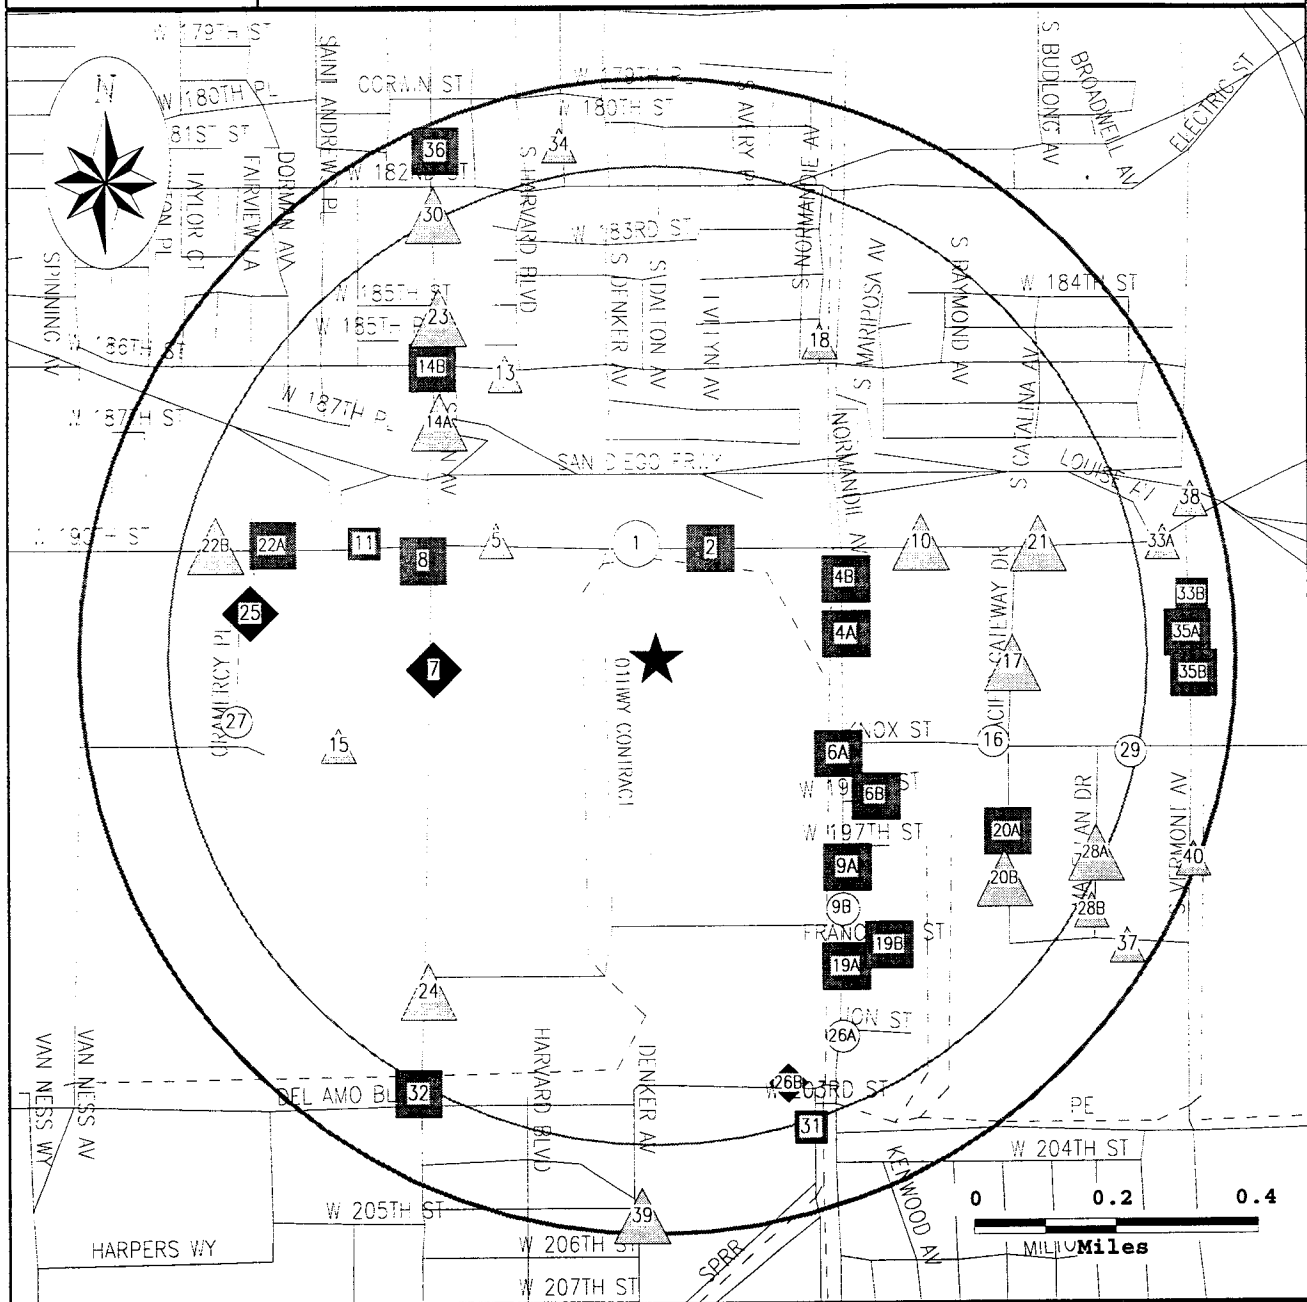 W 179TH ST
SAINT ANDREWS PL
CORAN ST
W 179TH PL
S AVERY PL
S BUDLONG AV
BROADWELL AV
ELECTRIC ST
N
W 180TH PL
W 180TH ST
81ST ST
36
34
W 182ND ST
S HARVARD BLVD
S NORMANDIE AV
DORMAN AV
FAIRVIEW LA
TAYLOR CT
30
W 183RD ST
SPINNING AV
S DENKER AV
S DALTON AV
S MARIPOSA AV
S RAYMOND AV
W 184TH ST
W 185TH ST
23
18
W 186TH ST
14B
13
S CATALINA AV
W 187TH ST
W 187TH PL
14A
NORMANDIE AV
SAN DIEGO FRWY
38
W 190TH ST
22B
22A
11
8
5
1
2
10
21
33A
4B
33B
25
4A
35A
7
17
35B
27
15
16
29
KNOX ST
6A
6B
W 197TH ST
20A
S VERMONT AV
28A
40
9A
20B
9B
28B
19B
37
19A
24
26A
VAN NESS WY
VAN NESS AV
HARVARD BLVD
DENKER AV
32
26B
W 203RD ST
31
PE
W 204TH ST
KENWOOD AV
W 205TH ST
39
0 0.2 0.4
HARPERS WY
W 206TH ST
SPRR
Miles
W 207TH ST